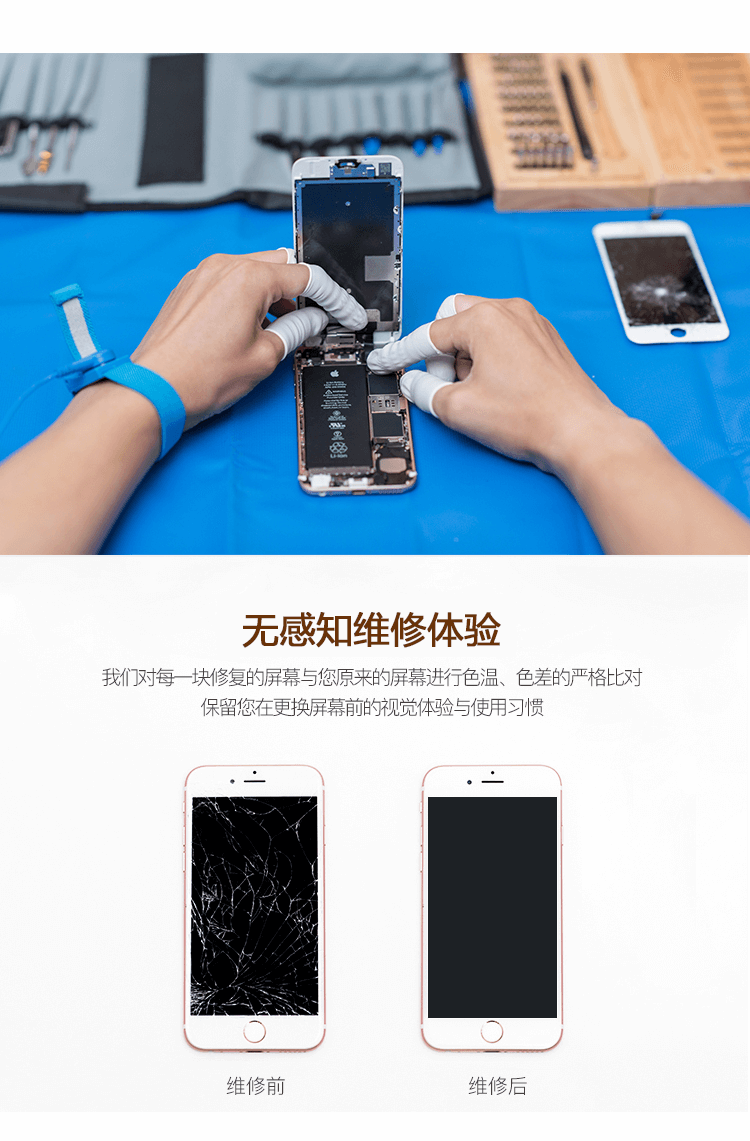 Li-ion
无感知维修体验
我们对每一块修复的屏幕与您原来的屏幕进行色温、色差的严格比对
保留您在更换屏幕前的视觉体验与使用习惯
维修前
维修后